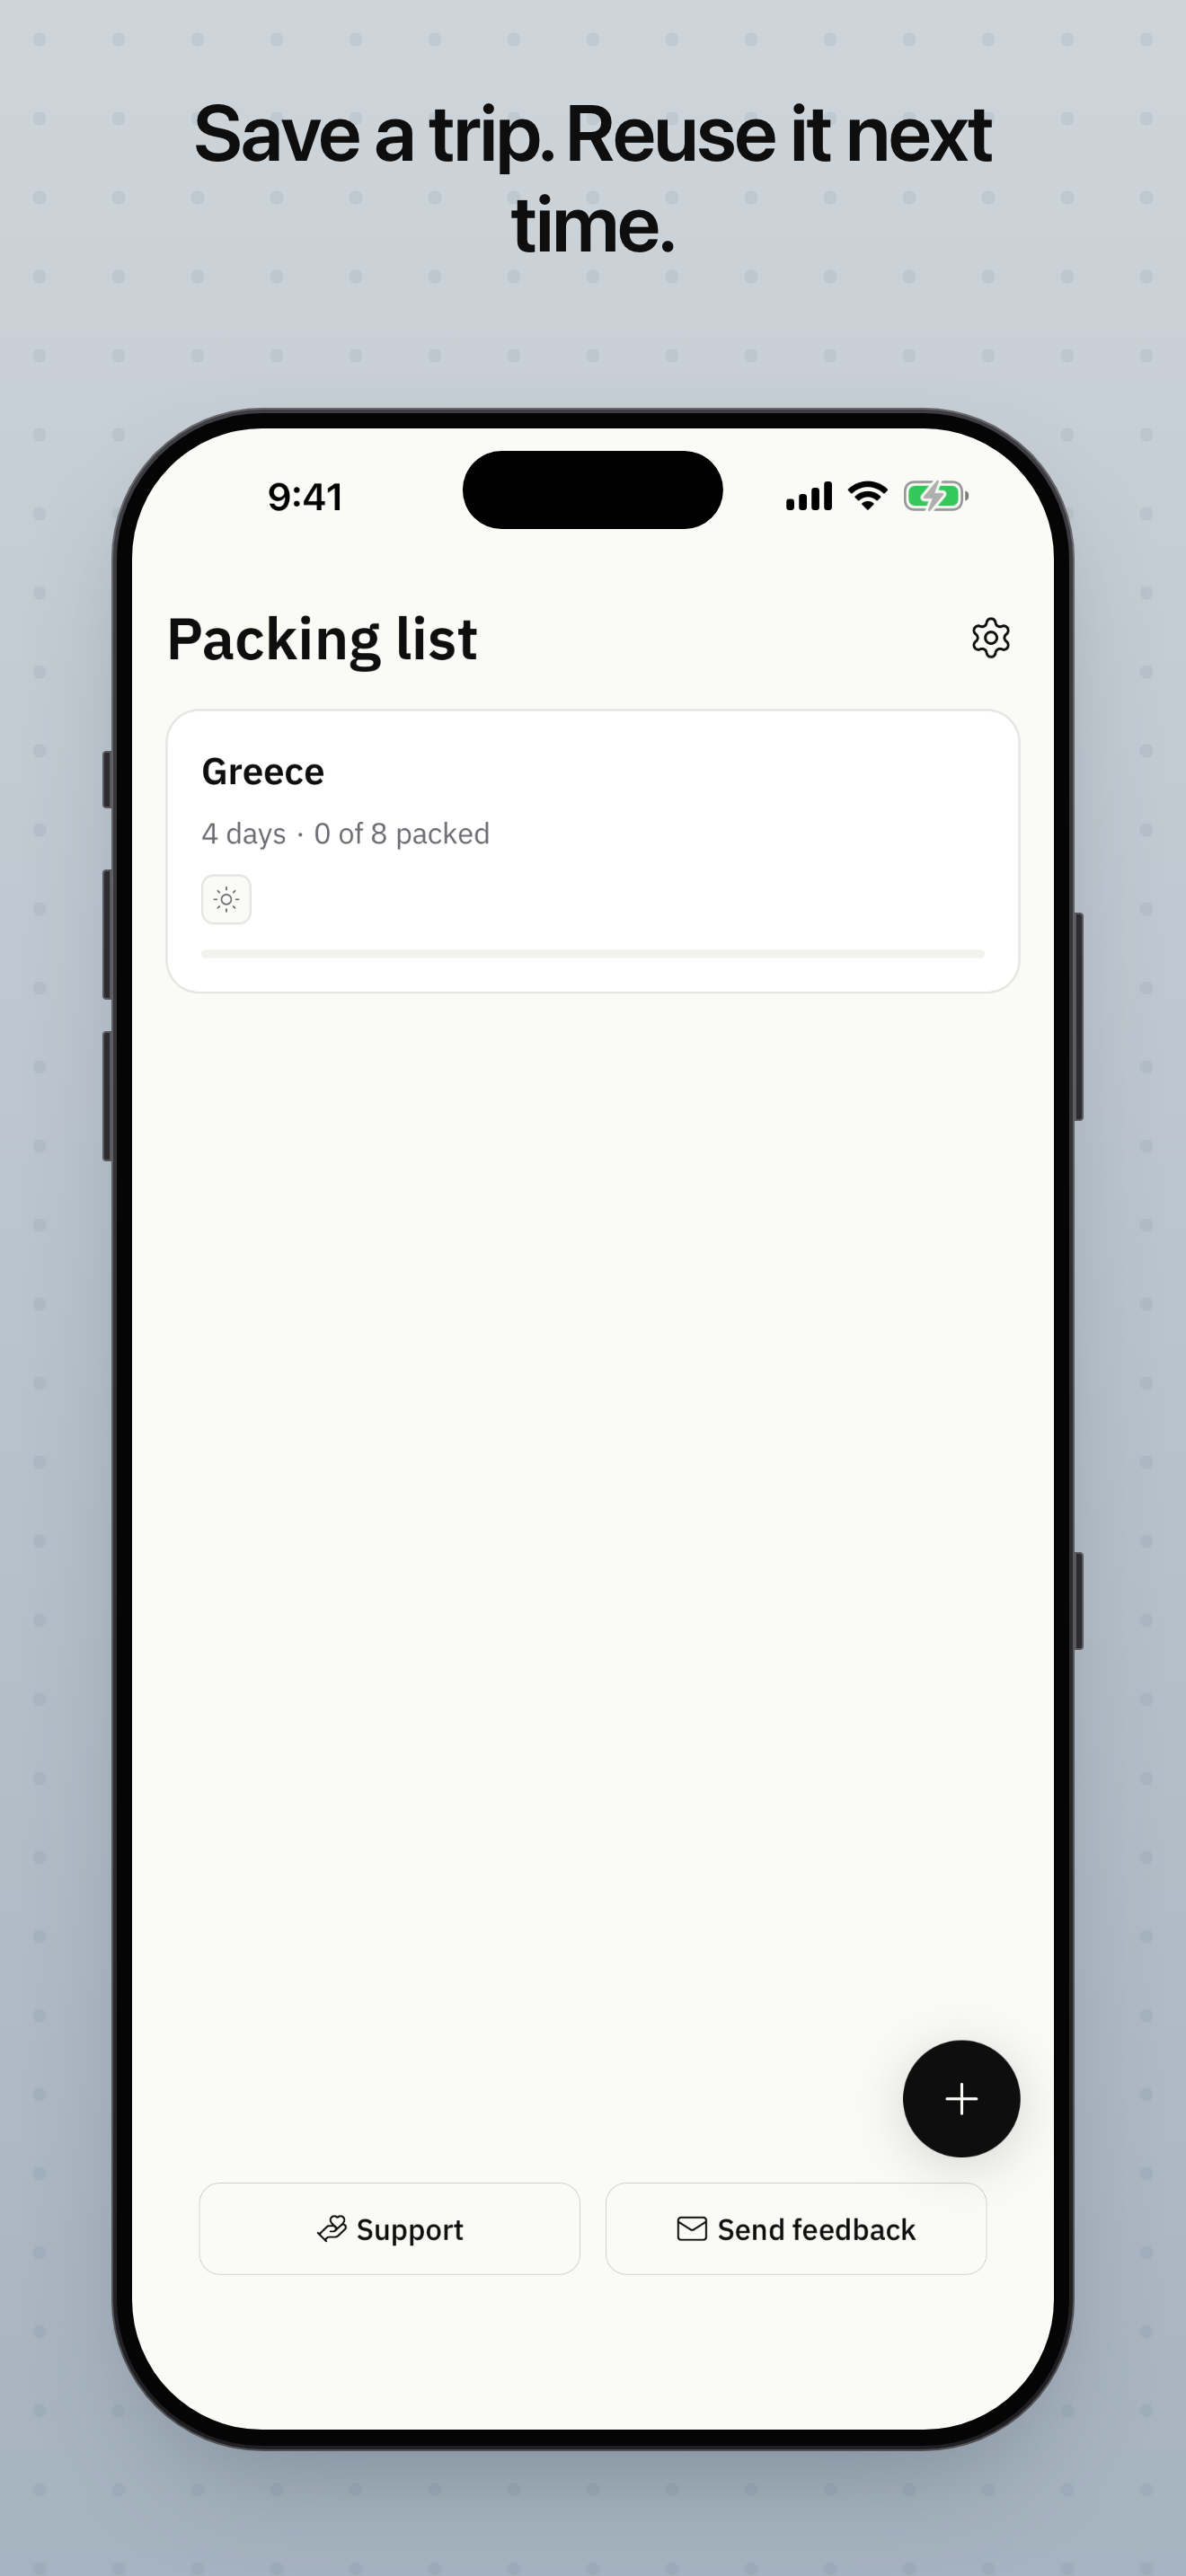 Save a trip. Reuse it next
time.
9:41
Packing list
Greece
4 days · 0 of 8 packed
Support
Send feedback